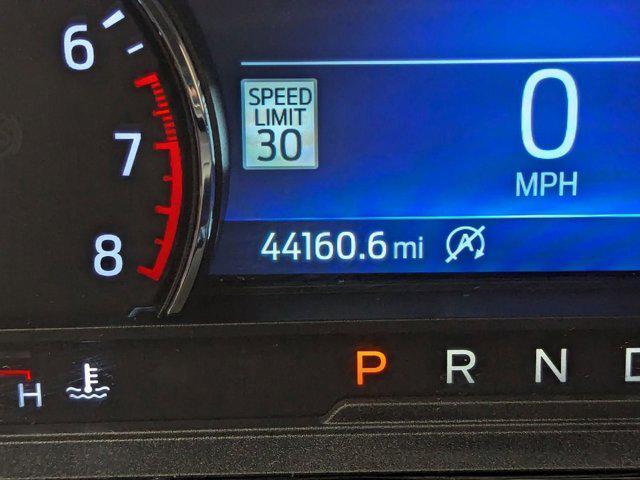 6
7
8
SPEED
LIMIT
30
0
MPH
44160.6 mi
A
H
P R N D